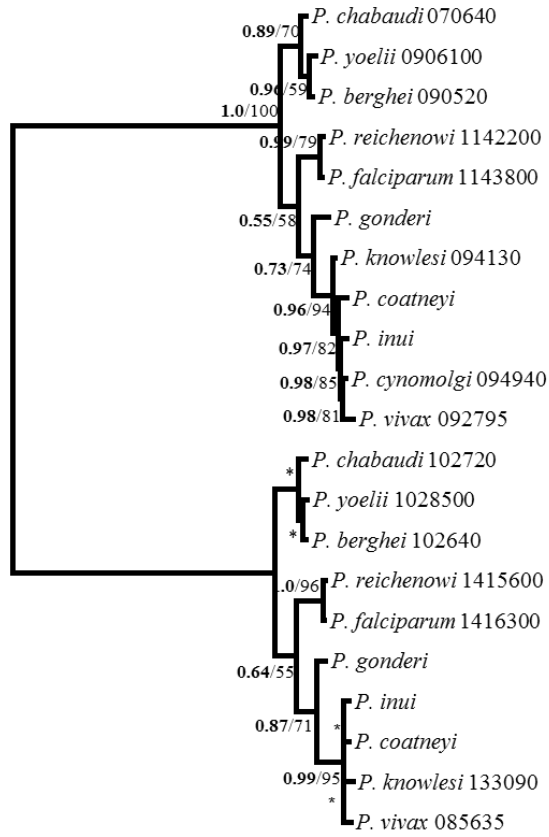 P. chabaudi 070640
0.89/70
P. yoelii 0906100
0.96/59
P. berghei 090520
1.0/100
P. reichenowi 1142200
0.99/79
P. falciparum 1143800
P. gonderi
0.55/58
P. knowlesi 094130
0.73/74
P. coatneyi
0.96/94
P. inui
0.97/82
P. cynomolgi 094940
0.98/85
P. vivax 092795
0.98/81
P. chabaudi 102720
*
P. yoelii 1028500
*
P. berghei 102640
P. reichenowi 1415600
.0/96
P. falciparum 1416300
P. gonderi
0.64/55
P. inui
0.87/71
*
P. coatneyi
P. knowlesi 133090
0.99/95
*
P. vivax 085635